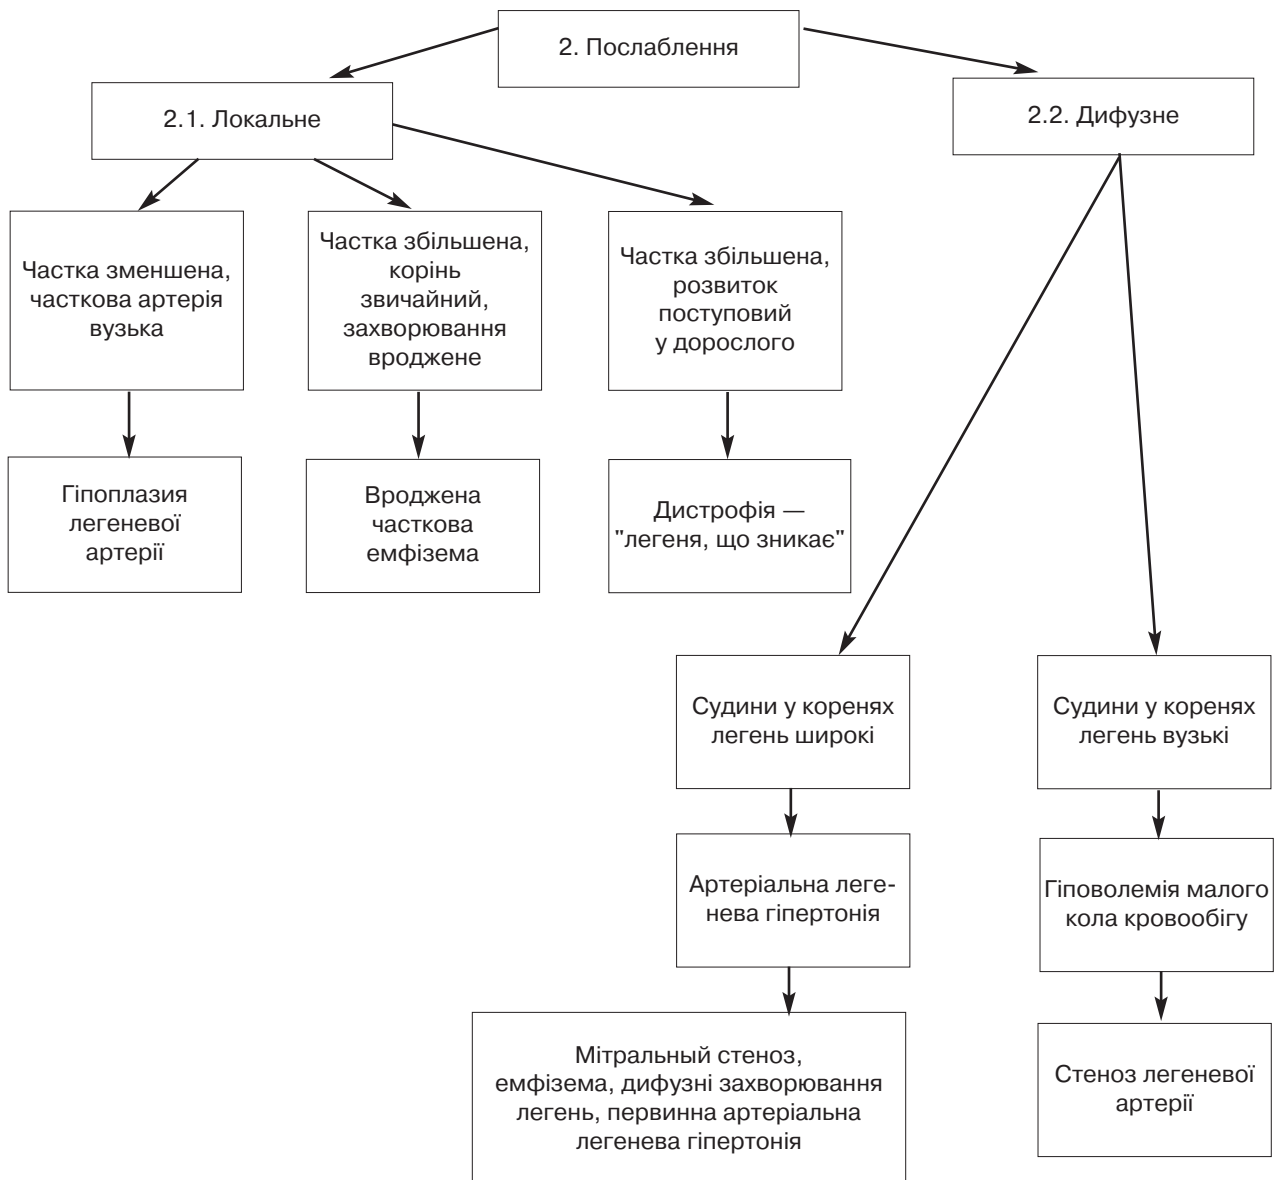 2. Послаблення
2.1. Локальне
2.2. Дифузне
Частка зменшена,
часткова артерія
вузька
Частка збільшена,
корінь
звичайний,
захворювання
вроджене
Частка збільшена,
розвиток
поступовий
у дорослого
Гіпоплазия
легеневої
артерії
Вроджена
часткова
емфізема
Дистрофія —
"легеня, що зникає"
Судини у коренях
легень широкі
Судини у коренях
легень вузькі
Артеріальна леге-
нева гіпертонія
Гіповолемія малого
кола кровообігу
Мітральный стеноз,
емфізема, дифузні захворювання
легень, первинна артеріальна
легенева гіпертонія
Стеноз легеневої
артерії